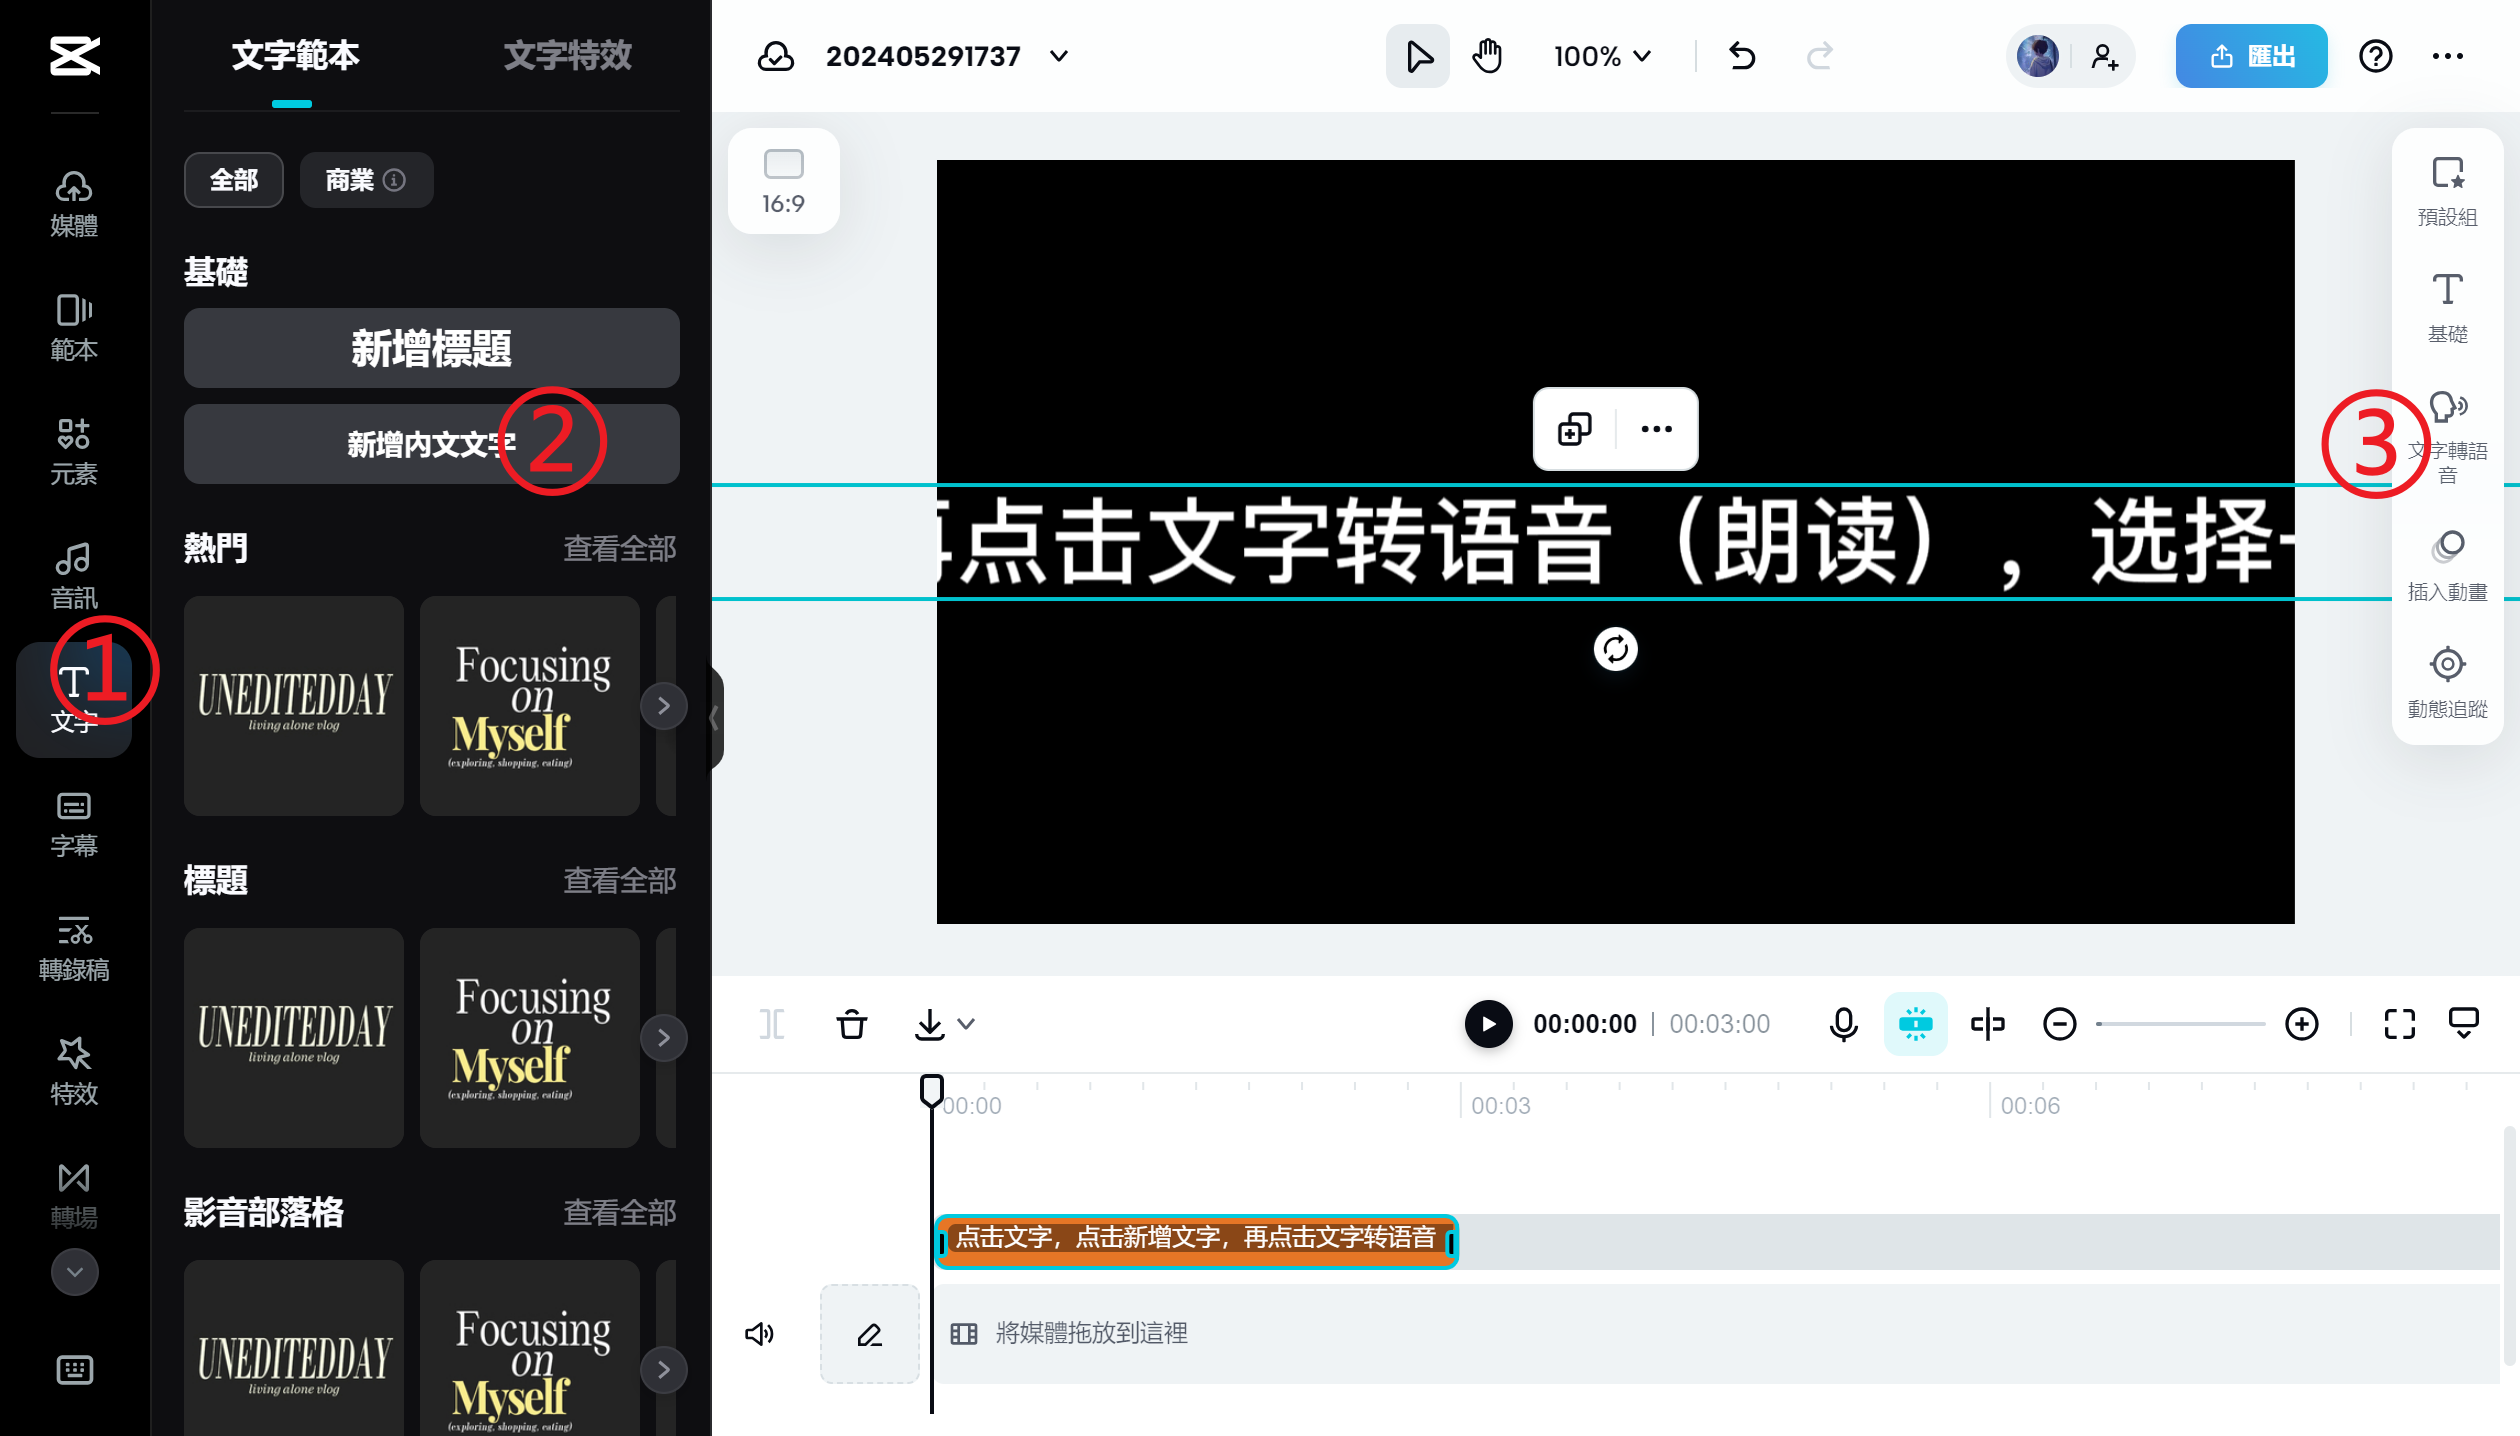 文字範本
文字特效
全部
商業
基礎
新增標題
新增內文文字
②
熱門
查看全部
UNEDITEDDAY
living alone vlog
Focusing
on
Myself
(exploring, shopping, eating)
標題
查看全部
UNEDITEDDAY
living alone vlog
Focusing
on
Myself
(exploring, shopping, eating)
影音部落格
查看全部
UNEDITEDDAY
living alone vlog
Focusing
on
Myself
(exploring, shopping, eating)
媒體
範本
元素
音訊
①
文字
字幕
轉錄稿
特效
轉場
202405291737
100%
匯出
16:9
再点击文字转语音（朗读），选择
預設組
基礎
③
文字轉語
音
插入動畫
動態追蹤
00:00:00 | 00:03:00
00:00
00:03
00:06
点击文字，点击新增文字，再点击文字转语音
將媒體拖放到這裡